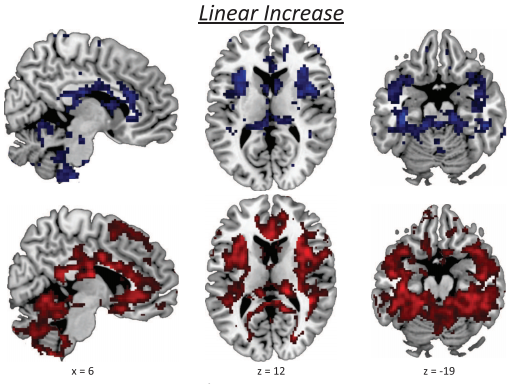 Linear Increase
x = 6
z = 12
z = -19